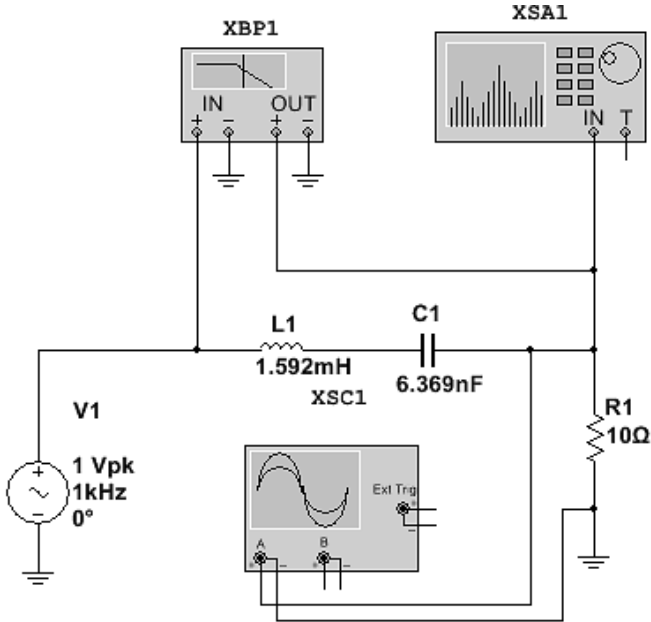 XBP1
XSA1
IN OUT
+ − + −
IN T
L1
1.592mH
C1
6.369nF
XSC1
V1
1 Vpk
1kHz
0°
+
−
R1
10Ω
Ext Trig
+
−
A B
+ − + −